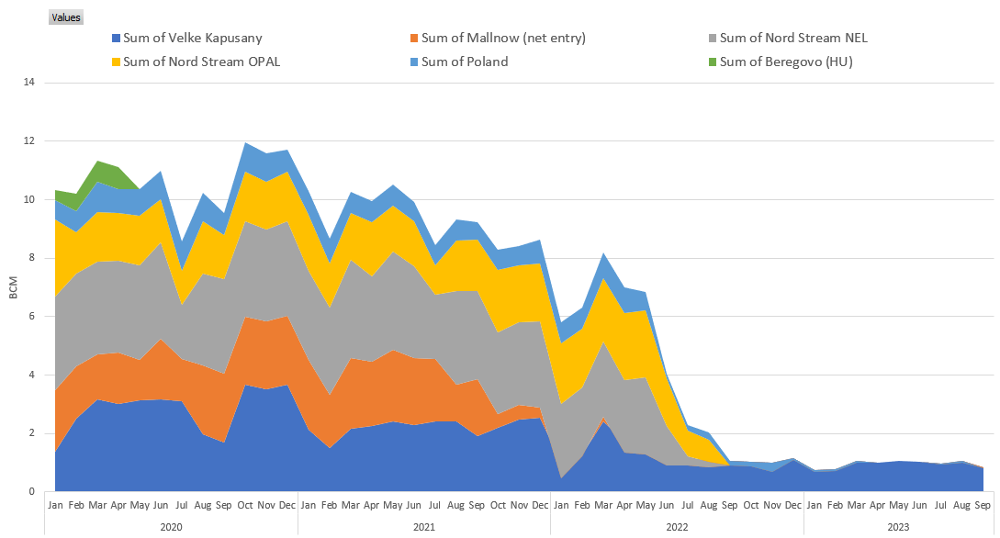 Values
Sum of Velke Kapusany Sum of Mallnow (net entry) Sum of Nord Stream NEL
Sum of Nord Stream OPAL Sum of Poland Sum of Beregovo (HU)
14
12
10
8
6
4
2
0
BCM
Jan Feb Mar Apr May Jun Jul Aug Sep Oct Nov Dec Jan Feb Mar Apr May Jun Jul Aug Sep Oct Nov Dec Jan Feb Mar Apr May Jun Jul Aug Sep Oct Nov Dec Jan Feb Mar Apr May Jun Jul Aug Sep
2020 2021 2022 2023